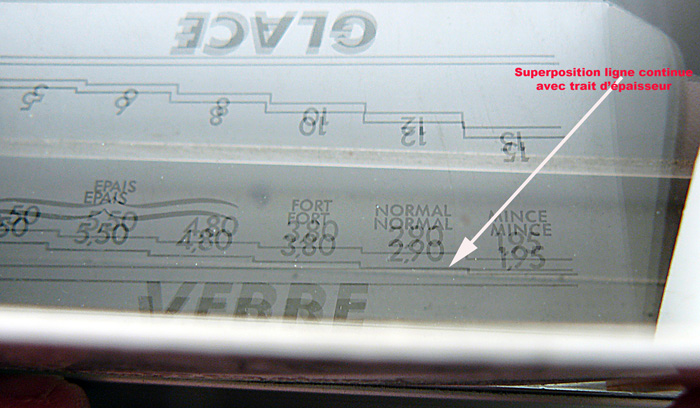 GLACE
Superposition ligne continue
avec trait d'épaisseur
5 6 8 10 12 15
EPAIS FORT NORMAL MINCE
EPAIS FORT NORMAL MINCE
5,50 4,80 3,80 2,90 1,95
5,50 4,80 3,80 2,90 1,95
VERRE